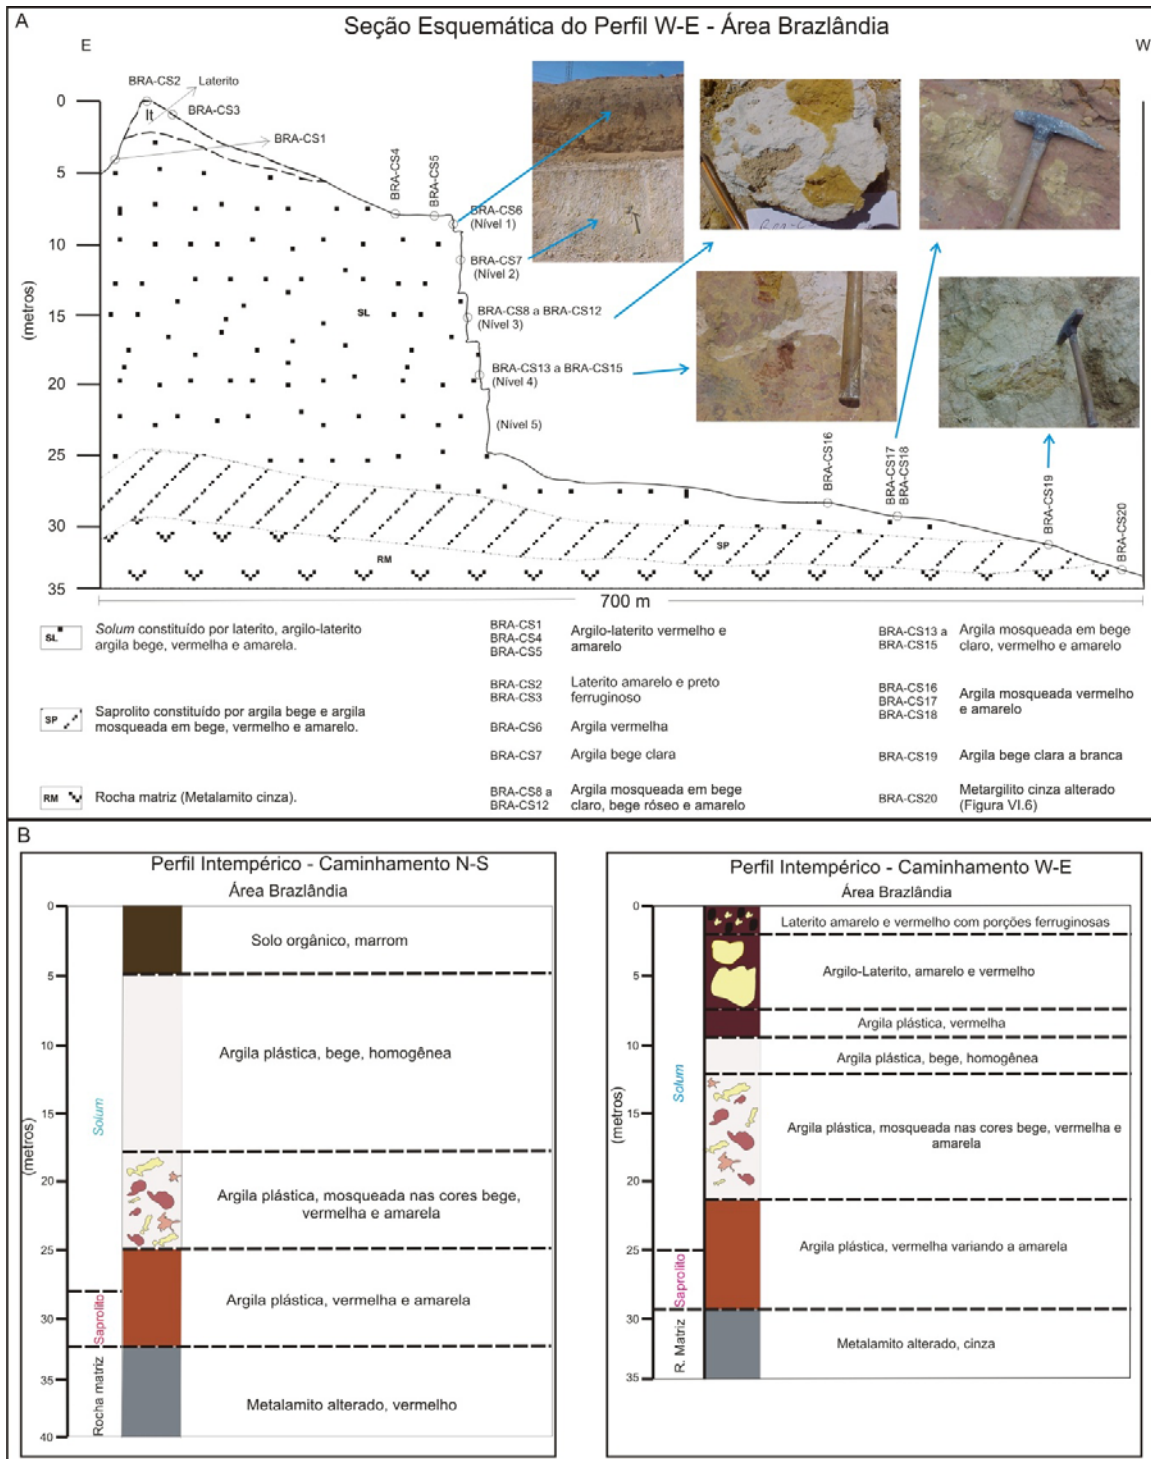 A
Seção Esquemática do Perfil W-E - Área Brazlândia
E
W
BRA-CS2
Laterito
lt
BRA-CS3
BRA-CS1
BRA-CS4
BRA-CS5
BRA-CS6
(Nível 1)
BRA-CS7
(Nível 2)
BRA-CS8 a BRA-CS12
(Nível 3)
BRA-CS13 a BRA-CS15
(Nível 4)
(Nível 5)
BRA-CS16
BRA-CS17
BRA-CS18
BRA-CS19
BRA-CS20
(metros)
0
5
10
15
20
25
30
35
SL
SP
RM
700 m
SL
Solum constituído por laterito, argilo-laterito
argila bege, vermelha e amarela.
SP
Saprolito constituído por argila bege e argila
mosqueada em bege, vermelho e amarelo.
RM
Rocha matriz (Metalamito cinza).
BRA-CS1
BRA-CS4
BRA-CS5
Argilo-laterito vermelho e
amarelo
BRA-CS2
BRA-CS3
Laterito amarelo e preto
ferruginoso
BRA-CS6
Argila vermelha
BRA-CS7
Argila bege clara
BRA-CS8 a
BRA-CS12
Argila mosqueada em bege
claro, bege róseo e amarelo
BRA-CS13 a
BRA-CS15
Argila mosqueada em bege
claro, vermelho e amarelo
BRA-CS16
BRA-CS17
BRA-CS18
Argila mosqueada vermelho
e amarelo
BRA-CS19
Argila bege clara a branca
BRA-CS20
Metargilito cinza alterado
(Figura VI.6)
B
Perfil Intempérico - Caminhamento N-S
Área Brazlândia
(metros)
0
5
10
15
20
25
30
35
40
Solum
Saprolito
Rocha matriz
Solo orgânico, marrom
Argila plástica, bege, homogênea
Argila plástica, mosqueada nas cores bege,
vermelha e amarela
Argila plástica, vermelha e amarela
Metalamito alterado, vermelho
Perfil Intempérico - Caminhamento W-E
Área Brazlândia
(metros)
0
5
10
15
20
25
30
35
Solum
Saprolito
R. Matriz
Laterito amarelo e vermelho com porções ferruginosas
Argilo-Laterito, amarelo e vermelho
Argila plástica, vermelha
Argila plástica, bege, homogênea
Argila plástica, mosqueada nas cores bege, vermelha e
amarela
Argila plástica, vermelha variando a amarela
Metalamito alterado, cinza